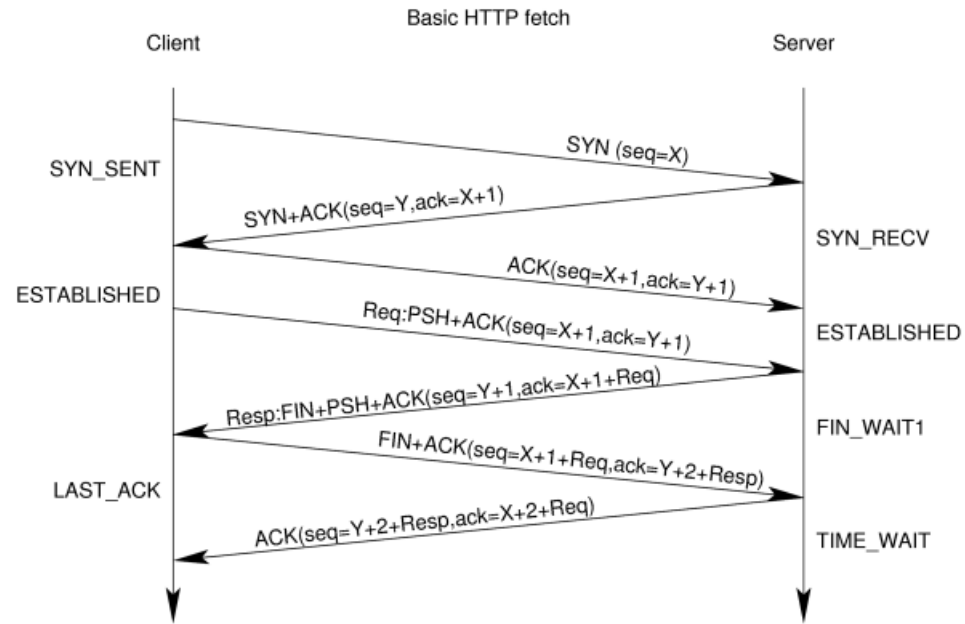 Basic HTTP fetch
Client
Server
SYN (seq=X)
SYN_SENT
SYN+ACK(seq=Y,ack=X+1)
SYN_RECV
ACK(seq=X+1,ack=Y+1)
ESTABLISHED
Req:PSH+ACK(seq=X+1,ack=Y+1)
ESTABLISHED
Resp:FIN+PSH+ACK(seq=Y+1,ack=X+1+Req)
FIN_WAIT1
FIN+ACK(seq=X+1+Req,ack=Y+2+Resp)
LAST_ACK
ACK(seq=Y+2+Resp,ack=X+2+Req)
TIME_WAIT